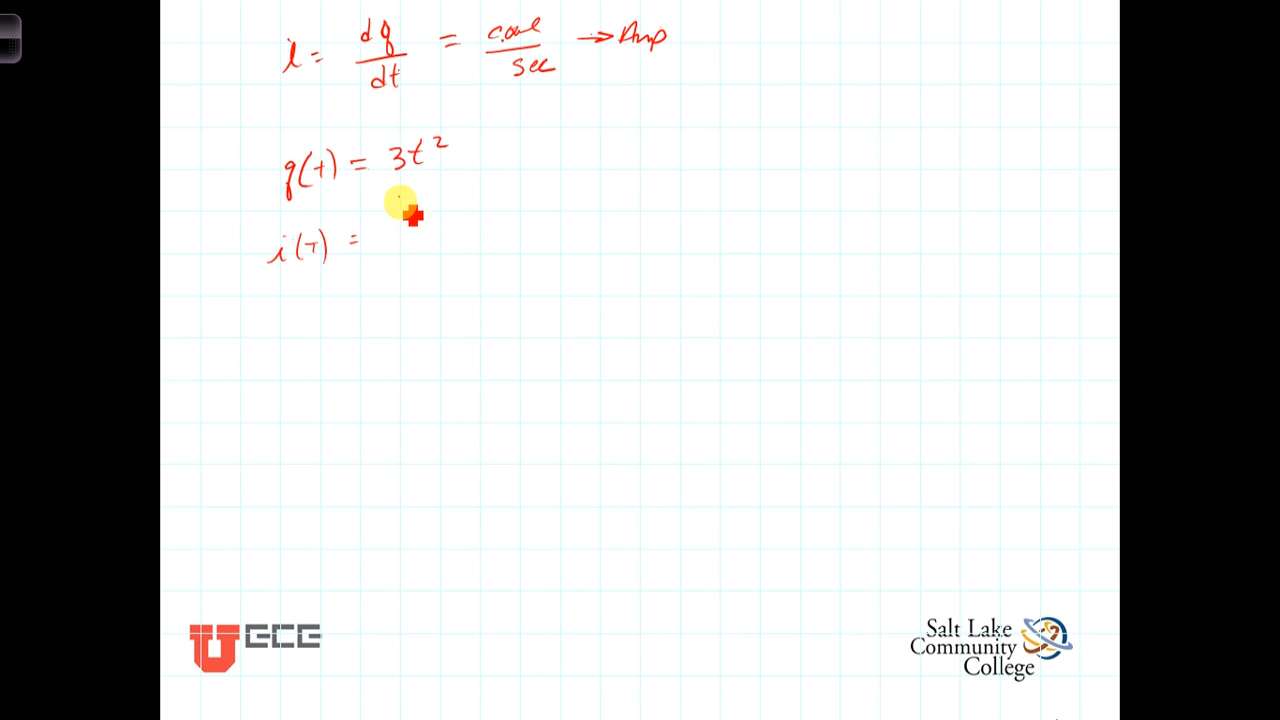 i = dq/dt = coul/sec → Amp
q(t) = 3t²
i(t) =
U ECE
Salt Lake
Community
College